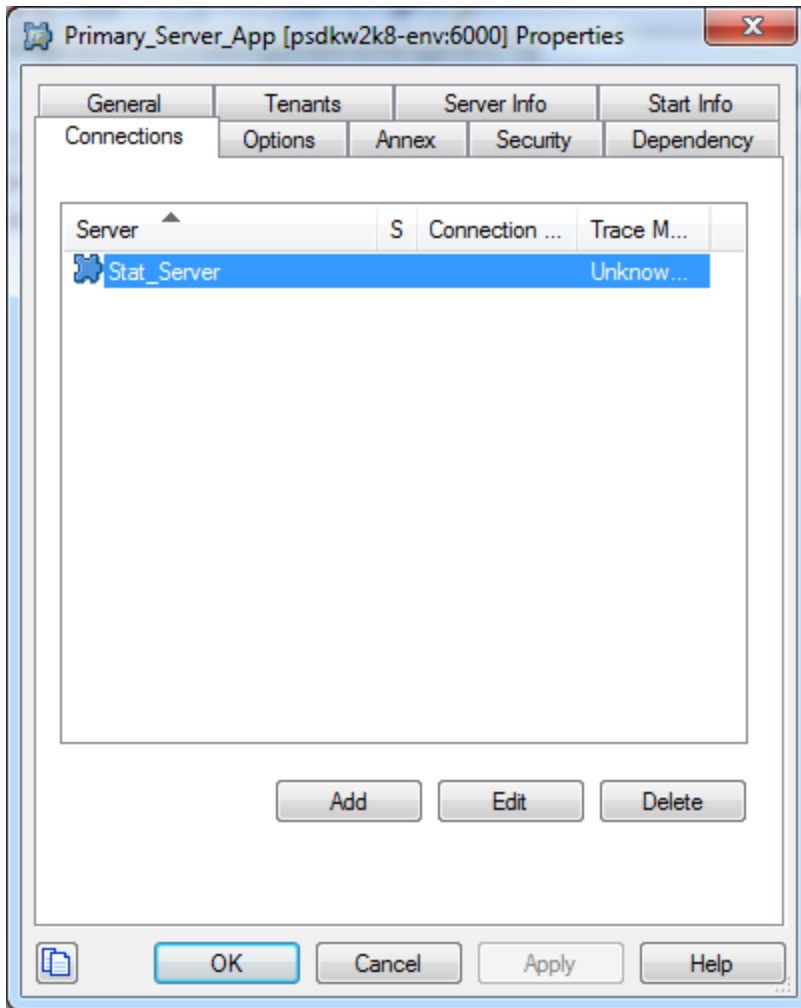 Primary_Server_App [psdkw2k8-env:6000] Properties
General Tenants Server Info Start Info
Connections Options Annex Security Dependency
Server S Connection ... Trace M...
Stat_Server Unknow...
Add Edit Delete
OK Cancel Apply Help